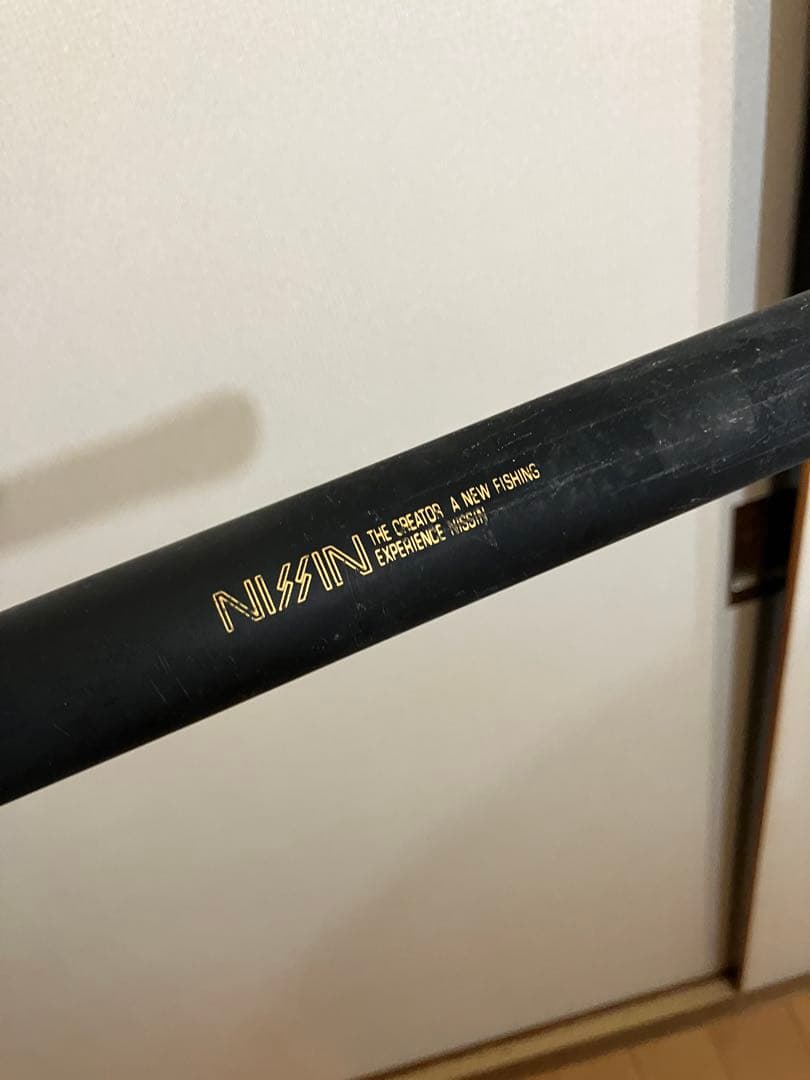 NISSIN
THE CREATOR A NEW FISHING
EXPERIENCE NISSIN